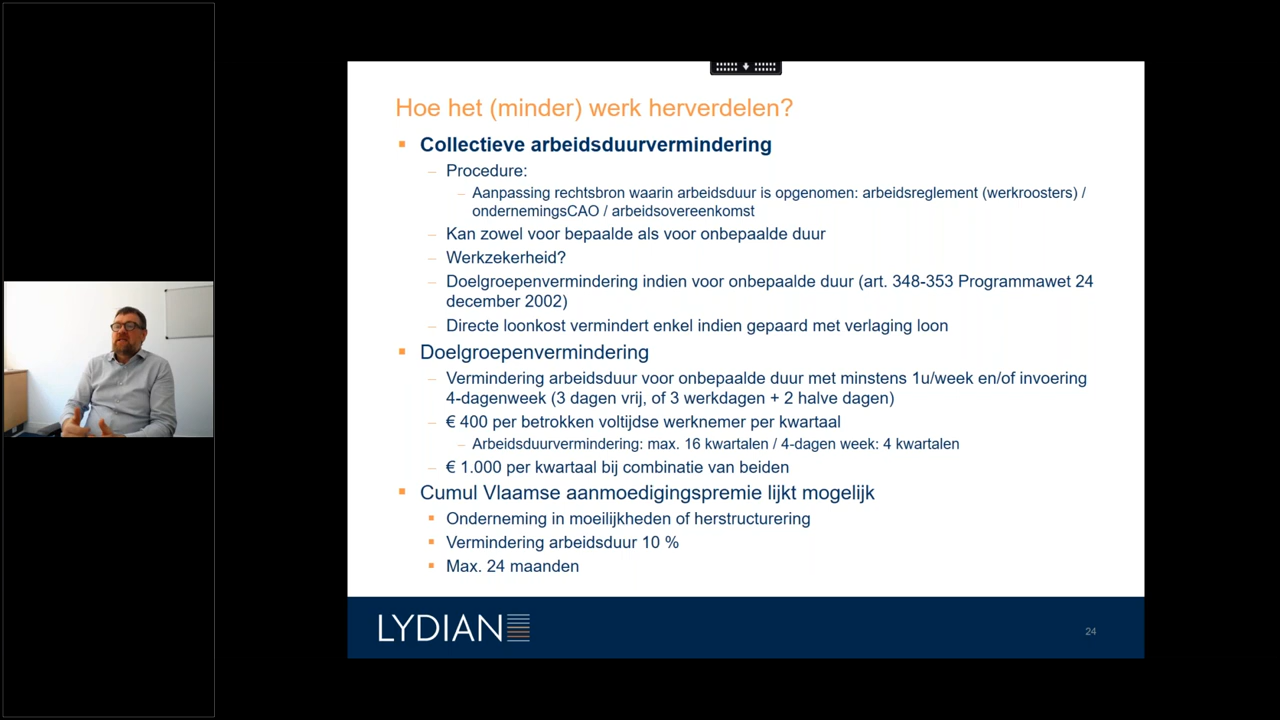 Hoe het (minder) werk herverdelen?
Collectieve arbeidsduurvermindering
Procedure:
Aanpassing rechtsbron waarin arbeidsduur is opgenomen: arbeidsreglement (werkroosters) /
ondernemingsCAO / arbeidsovereenkomst
Kan zowel voor bepaalde als voor onbepaalde duur
Werkzekerheid?
Doelgroepenvermindering indien voor onbepaalde duur (art. 348-353 Programmawet 24
december 2002)
Directe loonkost vermindert enkel indien gepaard met verlaging loon
Doelgroepenvermindering
Vermindering arbeidsduur voor onbepaalde duur met minstens 1u/week en/of invoering
4-dagenweek (3 dagen vrij, of 3 werkdagen + 2 halve dagen)
€ 400 per betrokken voltijdse werknemer per kwartaal
Arbeidsduurvermindering: max. 16 kwartalen / 4-dagen week: 4 kwartalen
€ 1.000 per kwartaal bij combinatie van beiden
Cumul Vlaamse aanmoedigingspremie lijkt mogelijk
Onderneming in moeilijkheden of herstructurering
Vermindering arbeidsduur 10 %
Max. 24 maanden
LYDIAN
24